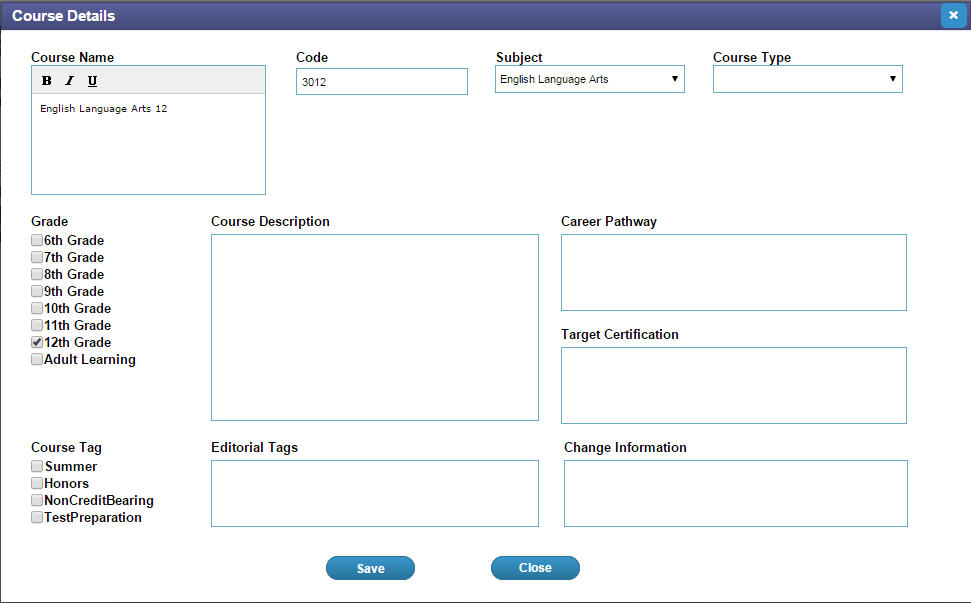 Course Details
Course Name
Code
Subject
Course Type
B I U
3012
English Language Arts
English Language Arts 12
Grade
6th Grade
7th Grade
8th Grade
9th Grade
10th Grade
11th Grade
12th Grade
Adult Learning
Course Description
Career Pathway
Target Certification
Course Tag
Summer
Honors
NonCreditBearing
TestPreparation
Editorial Tags
Change Information
Save
Close